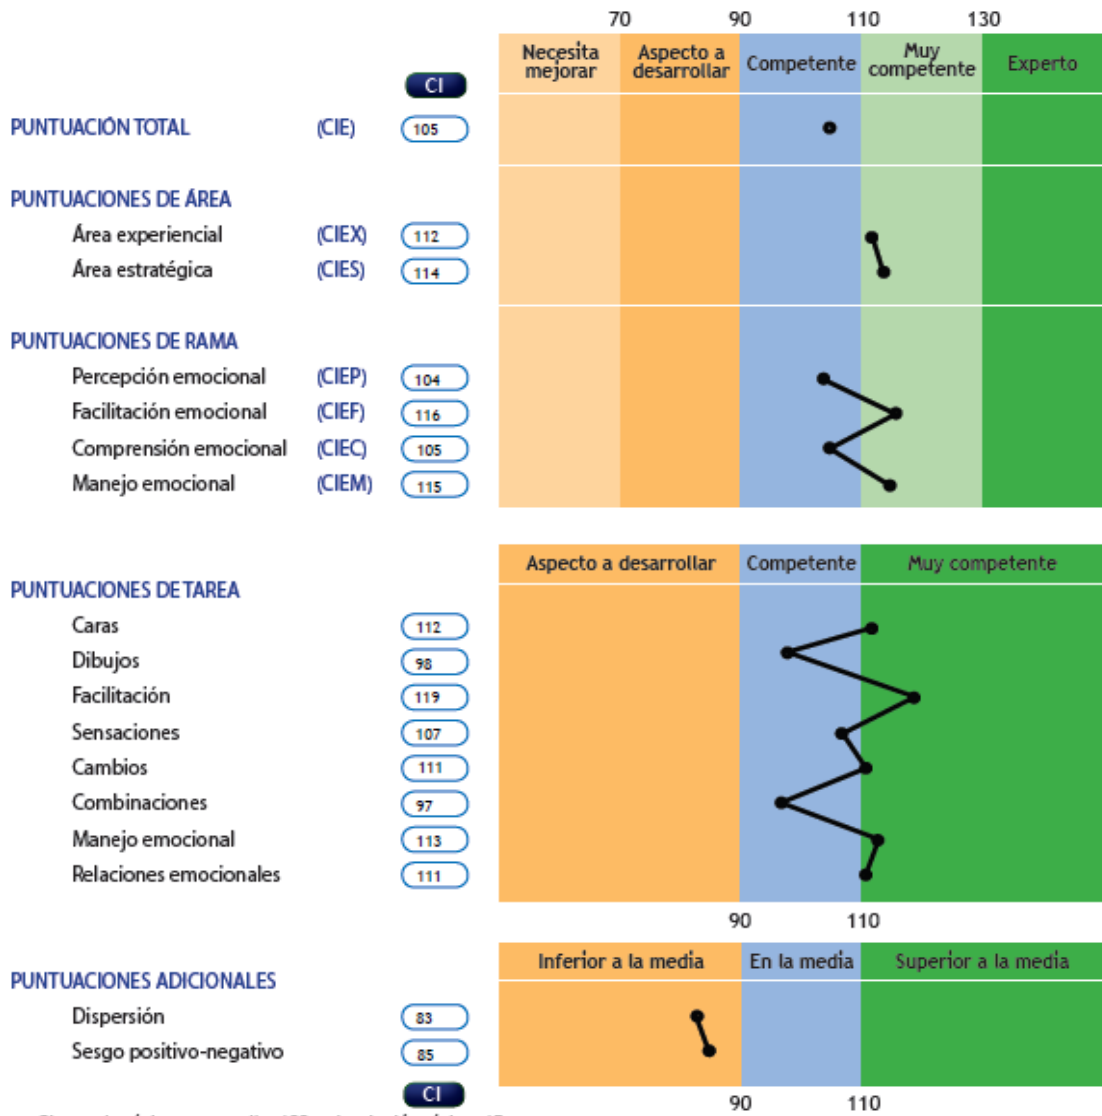 70 90 110 130
Necesita mejorar Aspecto a desarrollar Competente Muy competente Experto
CI
PUNTUACIÓN TOTAL (CIE) 105
PUNTUACIONES DE ÁREA
Área experiencial (CIEX) 112
Área estratégica (CIES) 114
PUNTUACIONES DE RAMA
Percepción emocional (CIEP) 104
Facilitación emocional (CIEF) 116
Comprensión emocional (CIEC) 105
Manejo emocional (CIEM) 115
Aspecto a desarrollar Competente Muy competente
PUNTUACIONES DE TAREA
Caras 112
Dibujos 98
Facilitación 119
Sensaciones 107
Cambios 111
Combinaciones 97
Manejo emocional 113
Relaciones emocionales 111
90 110
Inferior a la media En la media Superior a la media
PUNTUACIONES ADICIONALES
Dispersión 83
Sesgo positivo-negativo 85
CI
90 110